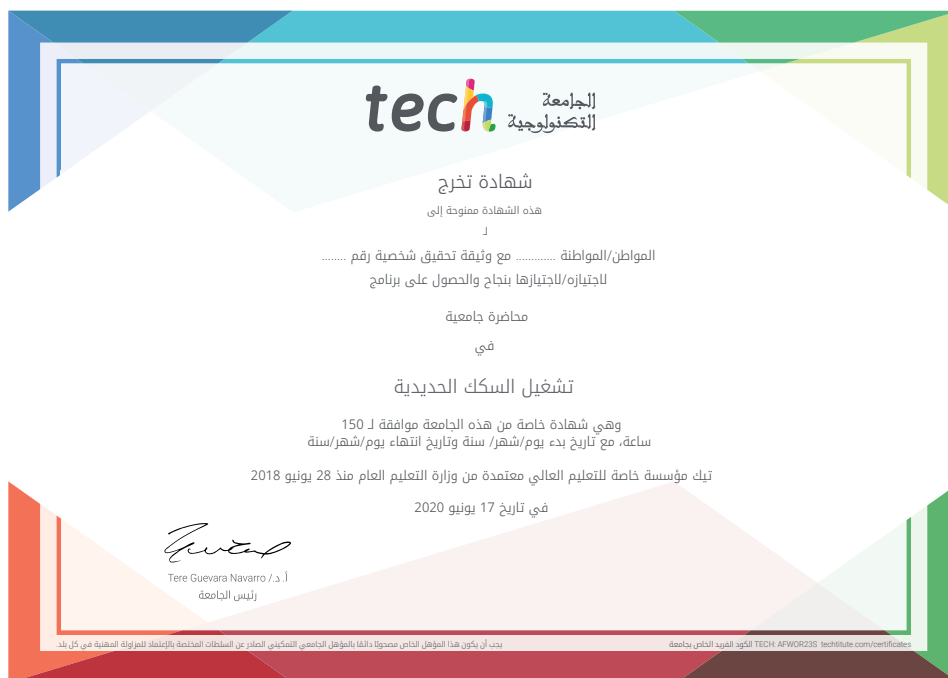 tech الجامعة
التكنولوجية
شهادة تخرج
هذه الشهادة ممنوحة إلى
لـ
المواطن/المواطنة ............. مع وثيقة تحقيق شخصية رقم ........
لاجتيازه/لاجتيازها بنجاح والحصول على برنامج
محاضرة جامعية
في
تشغيل السكك الحديدية
وهي شهادة خاصة من هذه الجامعة موافقة لـ 150
ساعة، مع تاريخ بدء يوم/شهر/ سنة وتاريخ انتهاء يوم/شهر/سنة
تيك مؤسسة خاصة للتعليم العالي معتمدة من وزارة التعليم العام منذ 28 يونيو 2018
في تاريخ 17 يونيو 2020
أ. د./ Tere Guevara Navarro
رئيس الجامعة
يجب أن يكون هذا المؤهل الخاص مصحوبًا دائمًا بالمؤهل الجامعي التمكيني الصادر عن السلطات المختصة بالإعتماد للمزاولة المهنية في كل بلد.
الكود الفريد الخاص بجامعة TECH: AFWOR23S techtitute.com/certificates